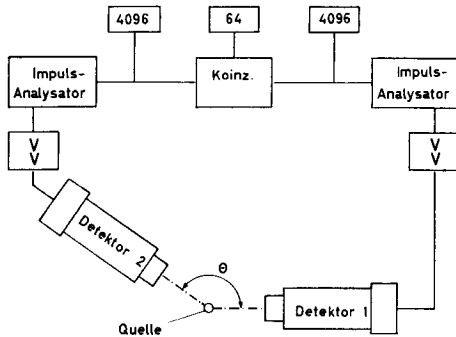 4096
64
4096
Impuls-
Analysator
Koinz.
Impuls-
Analysator
V
V
V
V
Detektor 2
Θ
Detektor 1
Quelle